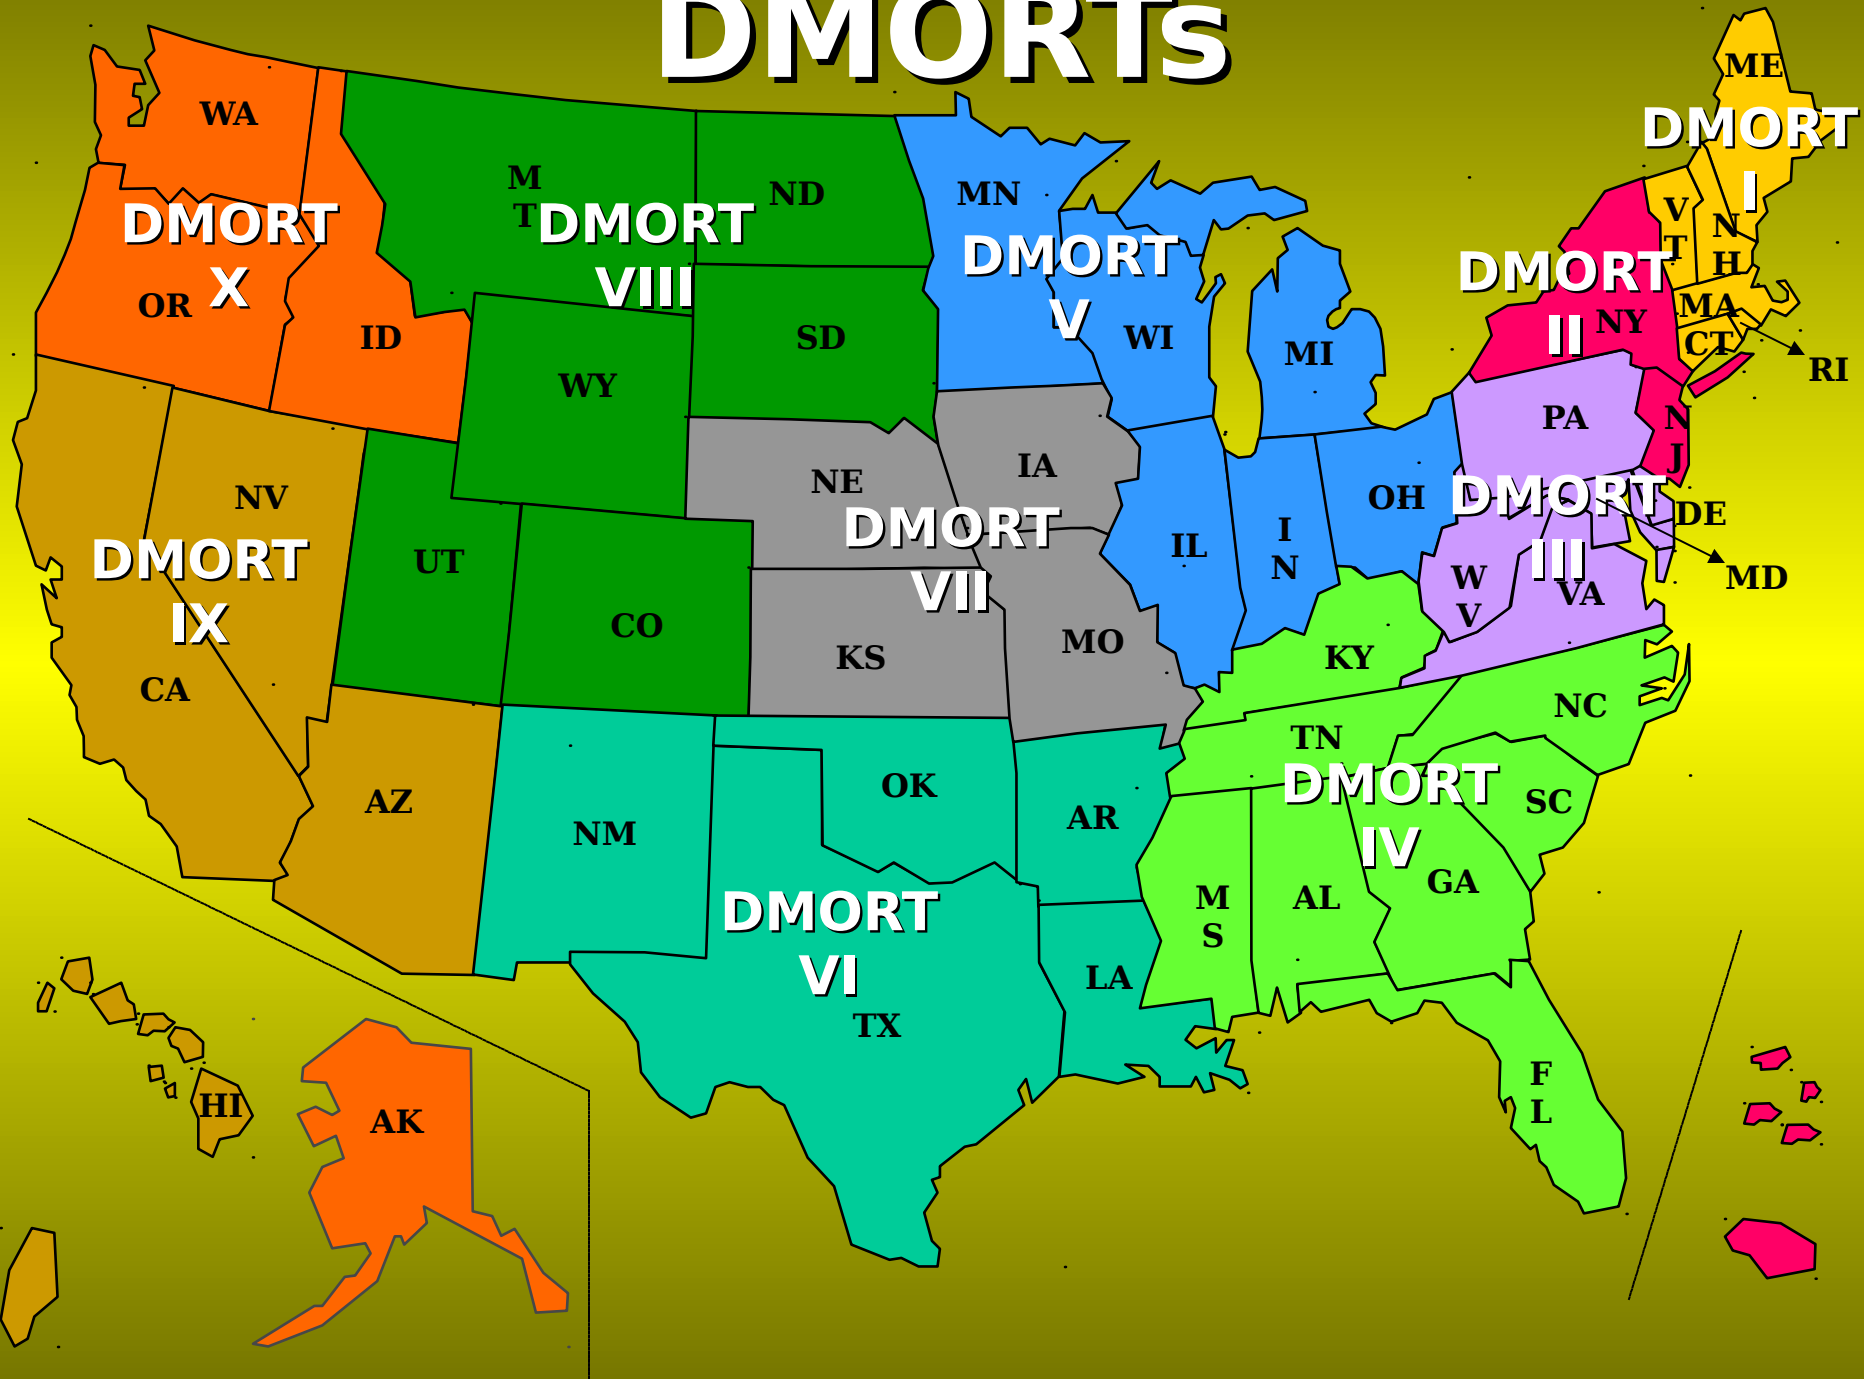 DMORTs
ME
WA
DMORT
I
M
T
ND
MN
V
T
N
H
DMORT
X
DMORT
VIII
DMORT
V
DMORT
II
OR
ID
SD
WI
MI
NY
MA
CT
RI
WY
PA
N
J
NV
NE
IA
OH
DMORT
III
DE
MD
DMORT
IX
UT
DMORT
VII
IL
I
N
W
V
VA
CA
CO
KS
MO
KY
NC
TN
AZ
NM
OK
AR
DMORT
IV
SC
DMORT
VI
M
S
AL
GA
TX
LA
F
L
HI
AK